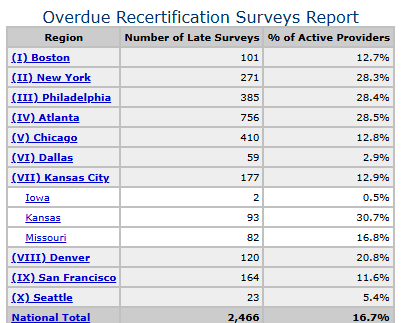 Overdue Recertification Surveys Report
Region Number of Late Surveys % of Active Providers
(I) Boston 101 12.7%
(II) New York 271 28.3%
(III) Philadelphia 385 28.4%
(IV) Atlanta 756 28.5%
(V) Chicago 410 12.8%
(VI) Dallas 59 2.9%
(VII) Kansas City 177 12.9%
Iowa 2 0.5%
Kansas 93 30.7%
Missouri 82 16.8%
(VIII) Denver 120 20.8%
(IX) San Francisco 164 11.6%
(X) Seattle 23 5.4%
National Total 2,466 16.7%